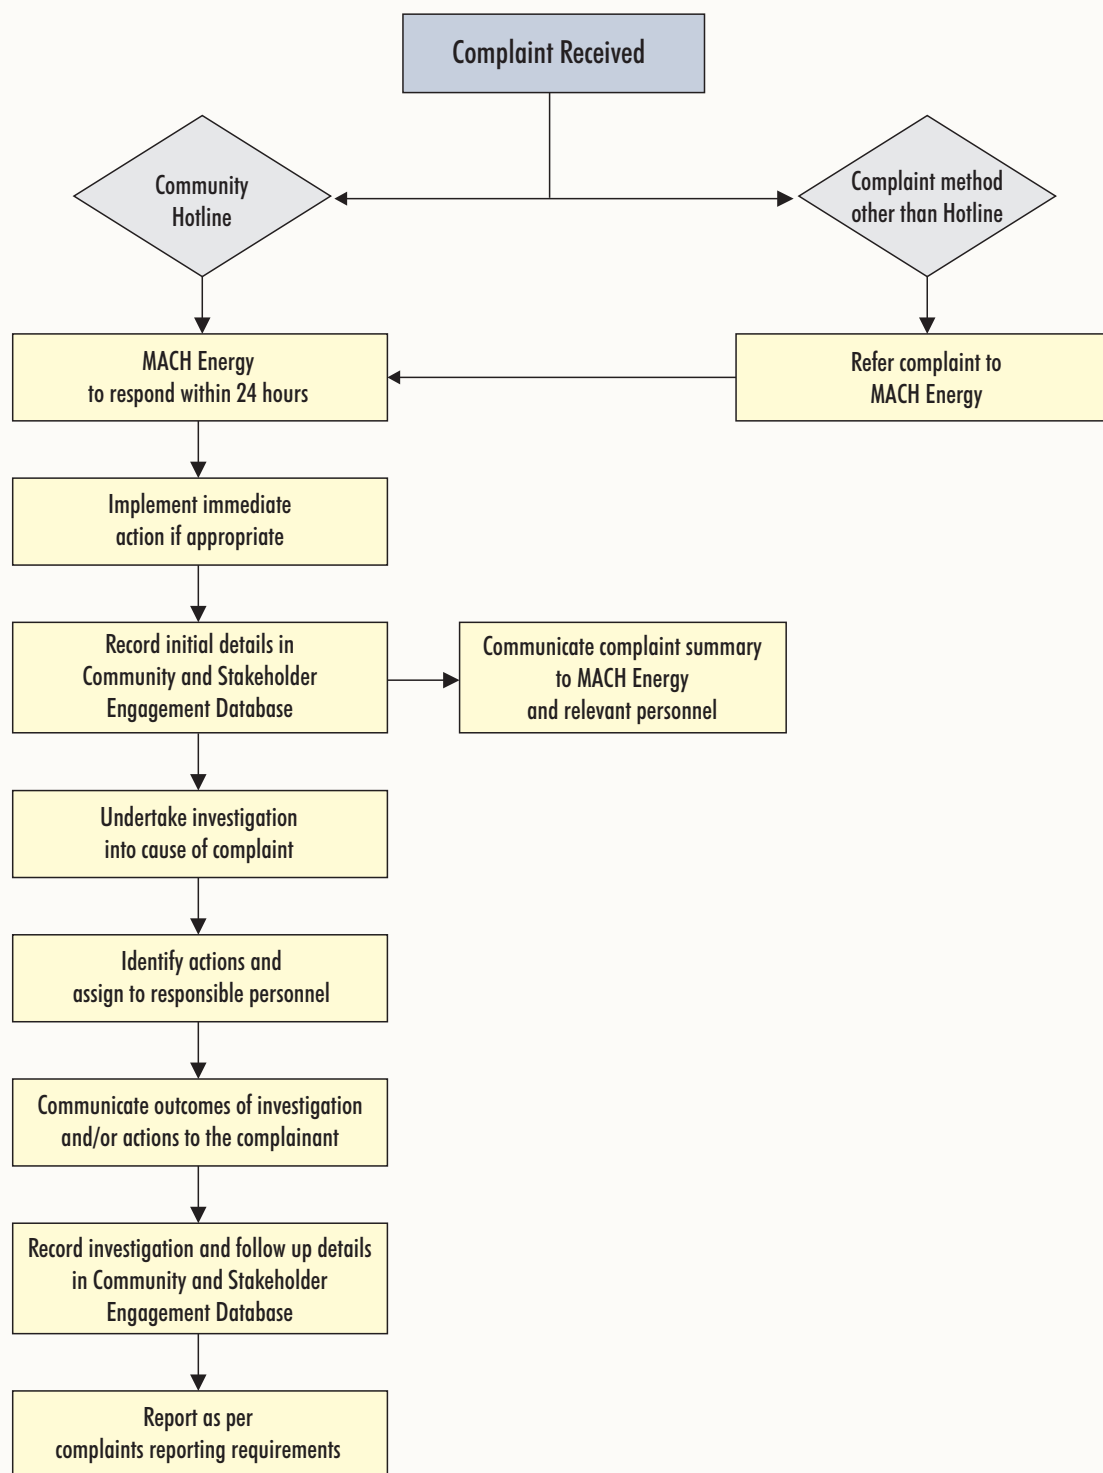 Complaint Received
Community
Hotline
Complaint method
other than Hotline
MACH Energy
to respond within 24 hours
Refer complaint to
MACH Energy
Implement immediate
action if appropriate
Record initial details in
Community and Stakeholder
Engagement Database
Communicate complaint summary
to MACH Energy
and relevant personnel
Undertake investigation
into cause of complaint
Identify actions and
assign to responsible personnel
Communicate outcomes of investigation
and/or actions to the complainant
Record investigation and follow up details
in Community and Stakeholder
Engagement Database
Report as per
complaints reporting requirements